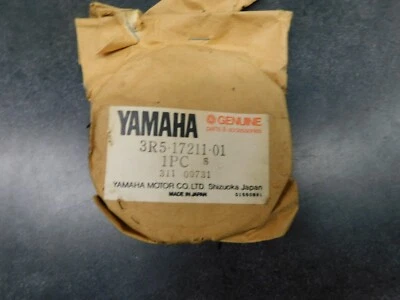 YAMAHA GENUINE
parts & accessories
3R5-17211-01
1PC S
311 09731
YAMAHA MOTOR CO.,LTD. Shizuoka, Japan
MADE IN JAPAN